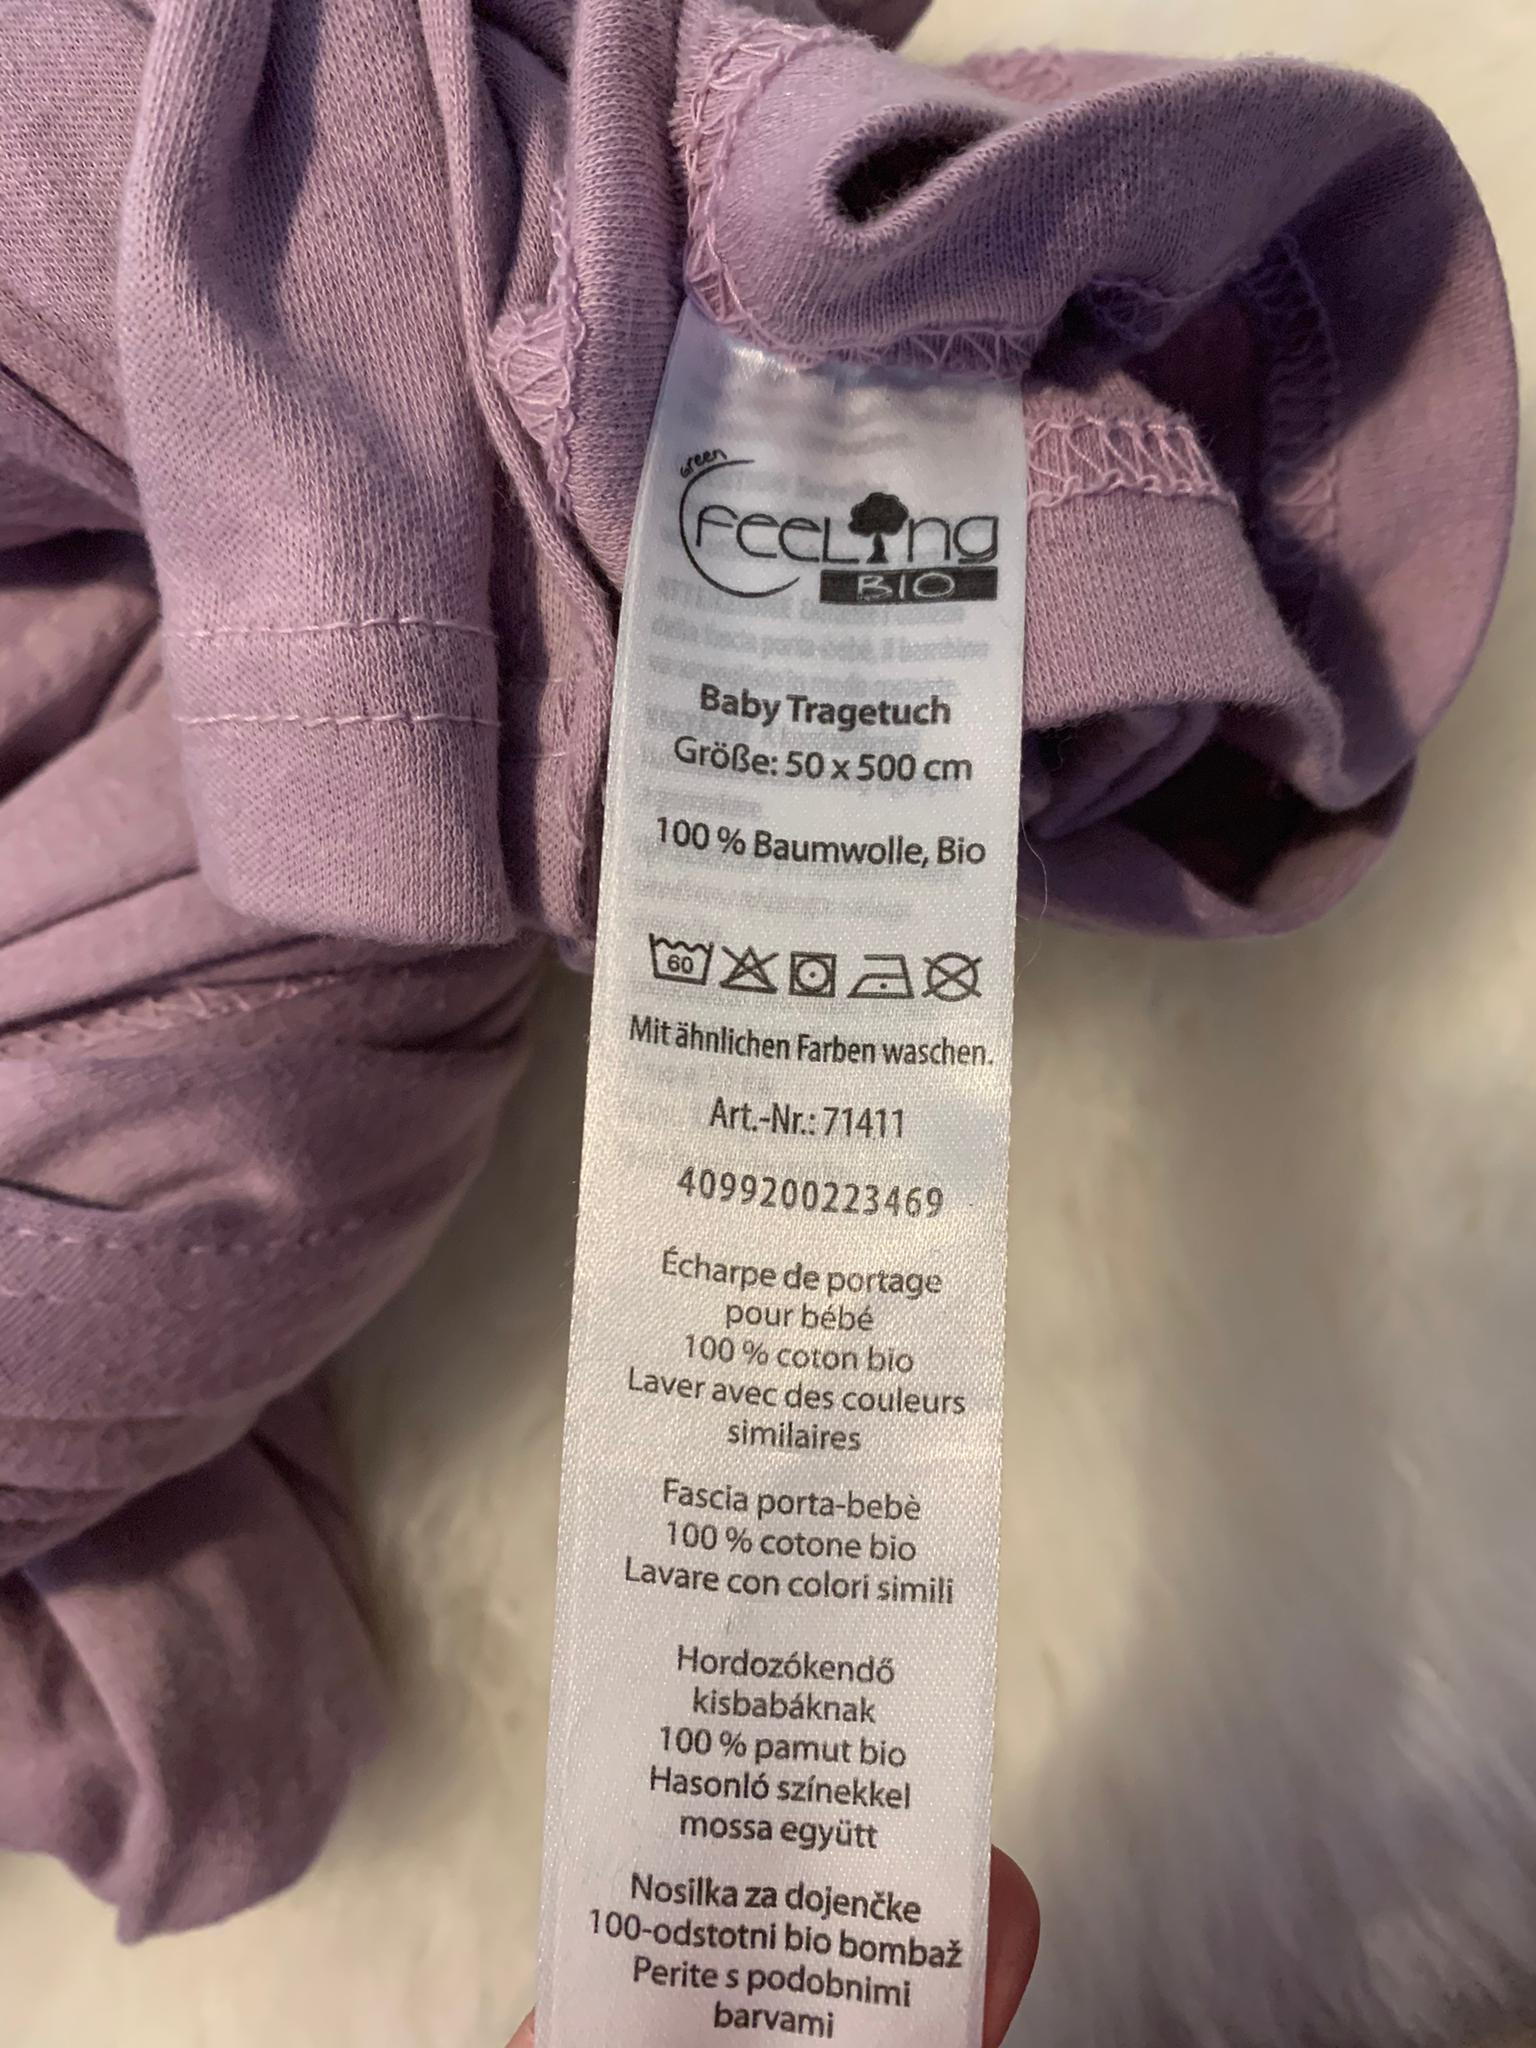 Green
FEELING
BIO
Baby Tragetuch
Größe: 50 x 500 cm
100 % Baumwolle, Bio
60
Mit ähnlichen Farben waschen.
Art.-Nr.: 71411
4099200223469
Écharpe de portage
pour bébé
100 % coton bio
Laver avec des couleurs
similaires
Fascia porta-bebè
100 % cotone bio
Lavare con colori simili
Hordozókendő
kisbabáknak
100 % pamut bio
Hasonló színekkel
mossa együtt
Nosilka za dojenčke
100-odstotni bio bombaž
Perite s podobnimi
barvami